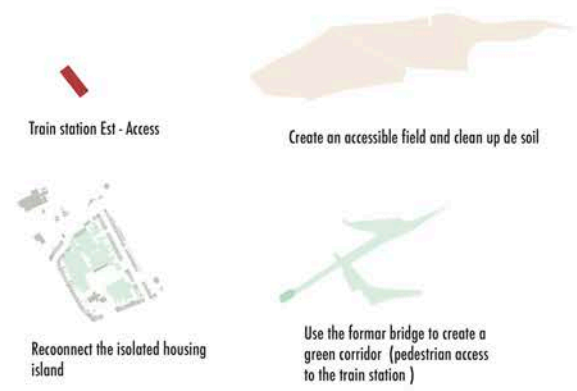 Train station Est - Access
Create an accessible field and clean up de soil
Recoonnect the isolated housing
island
Use the formar bridge to create a
green corridor (pedestrian access
to the train station )